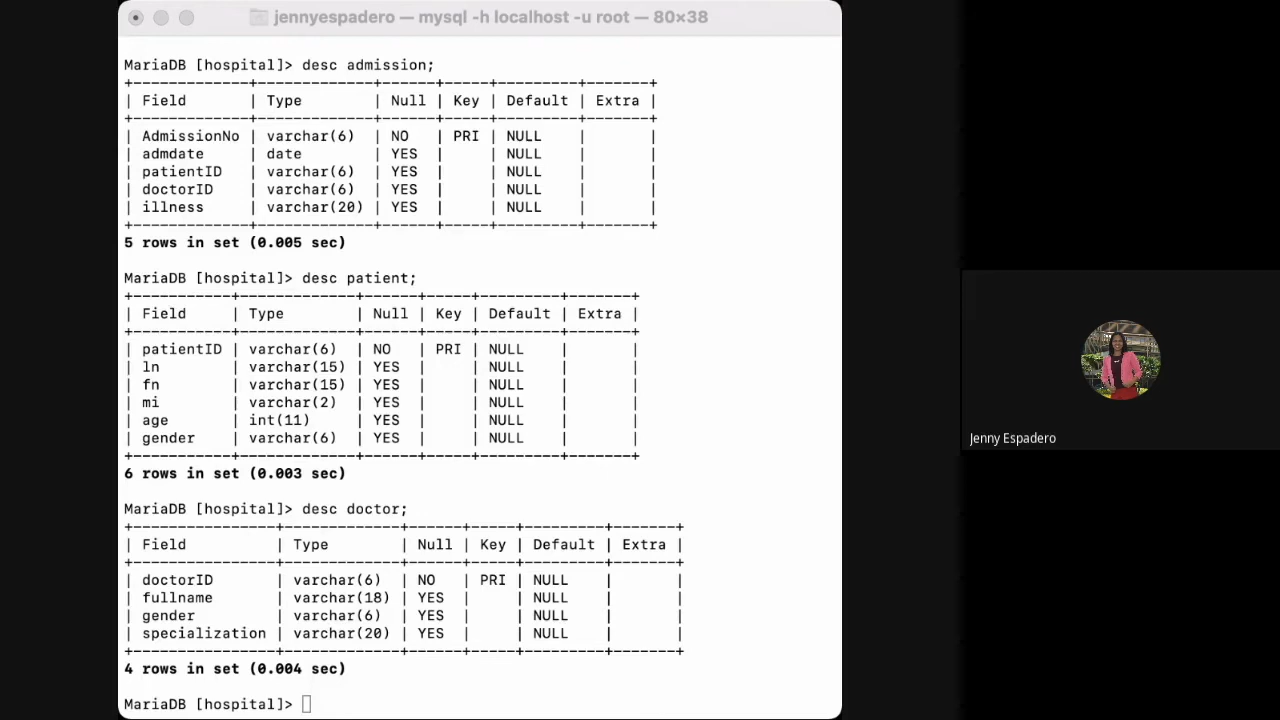 jennyespadero — mysql -h localhost -u root — 80×38
MariaDB [hospital]> desc admission;
+-------------+-------------+------+-----+---------+-------+
| Field       | Type        | Null | Key | Default | Extra |
+-------------+-------------+------+-----+---------+-------+
| AdmissionNo | varchar(6)  | NO   | PRI | NULL    |       |
| admdate     | date        | YES  |     | NULL    |       |
| patientID   | varchar(6)  | YES  |     | NULL    |       |
| doctorID    | varchar(6)  | YES  |     | NULL    |       |
| illness     | varchar(20) | YES  |     | NULL    |       |
+-------------+-------------+------+-----+---------+-------+
5 rows in set (0.005 sec)
MariaDB [hospital]> desc patient;
+-----------+-------------+------+-----+---------+-------+
| Field     | Type        | Null | Key | Default | Extra |
+-----------+-------------+------+-----+---------+-------+
| patientID | varchar(6)  | NO   | PRI | NULL    |       |
| ln        | varchar(15) | YES  |     | NULL    |       |
| fn        | varchar(15) | YES  |     | NULL    |       |
| mi        | varchar(2)  | YES  |     | NULL    |       |
| age       | int(11)     | YES  |     | NULL    |       |
| gender    | varchar(6)  | YES  |     | NULL    |       |
+-----------+-------------+------+-----+---------+-------+
6 rows in set (0.003 sec)
MariaDB [hospital]> desc doctor;
+----------------+-------------+------+-----+---------+-------+
| Field          | Type        | Null | Key | Default | Extra |
+----------------+-------------+------+-----+---------+-------+
| doctorID       | varchar(6)  | NO   | PRI | NULL    |       |
| fullname       | varchar(18) | YES  |     | NULL    |       |
| gender         | varchar(6)  | YES  |     | NULL    |       |
| specialization | varchar(20) | YES  |     | NULL    |       |
+----------------+-------------+------+-----+---------+-------+
4 rows in set (0.004 sec)
MariaDB [hospital]>
Jenny Espadero